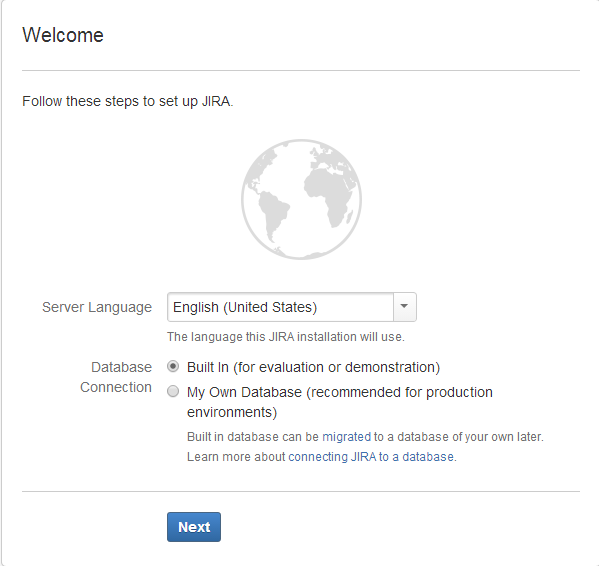 Welcome
Follow these steps to set up JIRA.
Server Language
English (United States)
The language this JIRA installation will use.
Database
Connection
Built In (for evaluation or demonstration)
My Own Database (recommended for production
environments)
Built in database can be migrated to a database of your own later.
Learn more about connecting JIRA to a database.
Next